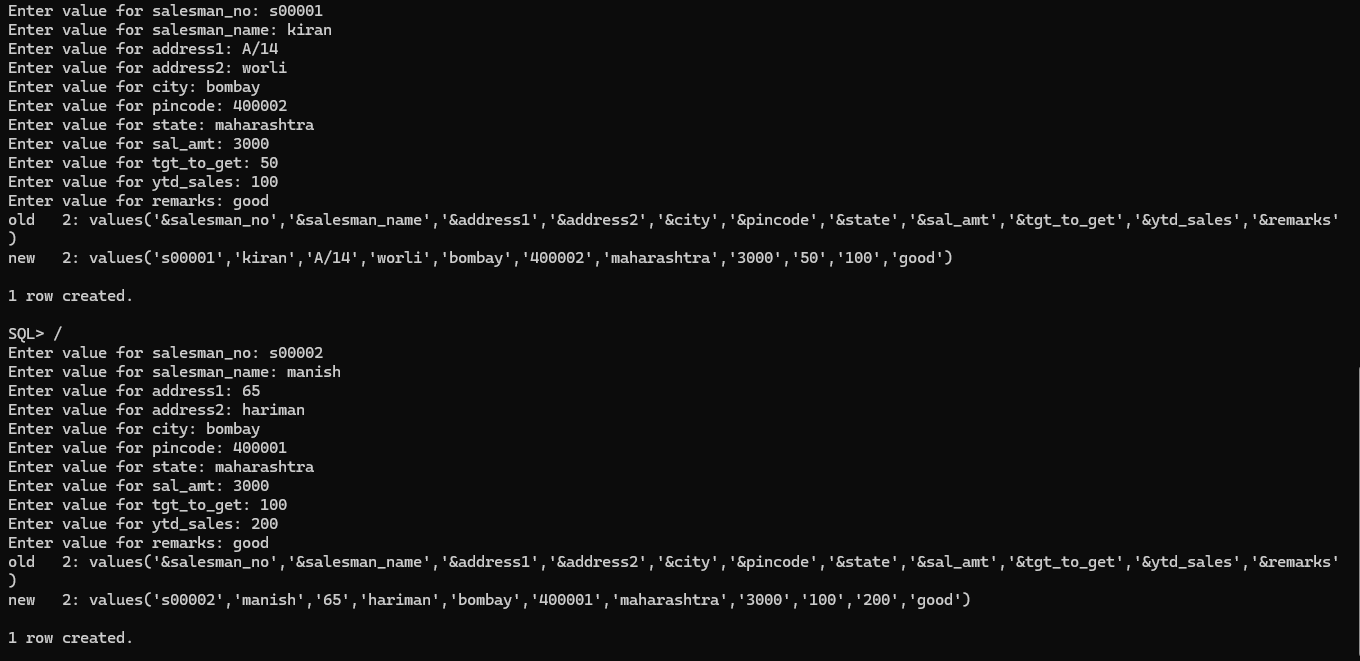 Enter value for salesman_no: s00001
Enter value for salesman_name: kiran
Enter value for address1: A/14
Enter value for address2: worli
Enter value for city: bombay
Enter value for pincode: 400002
Enter value for state: maharashtra
Enter value for sal_amt: 3000
Enter value for tgt_to_get: 50
Enter value for ytd_sales: 100
Enter value for remarks: good
old   2: values('&salesman_no','&salesman_name','&address1','&address2','&city','&pincode','&state','&sal_amt','&tgt_to_get','&ytd_sales','&remarks'
)
new   2: values('s00001','kiran','A/14','worli','bombay','400002','maharashtra','3000','50','100','good')
1 row created.
SQL> /
Enter value for salesman_no: s00002
Enter value for salesman_name: manish
Enter value for address1: 65
Enter value for address2: hariman
Enter value for city: bombay
Enter value for pincode: 400001
Enter value for state: maharashtra
Enter value for sal_amt: 3000
Enter value for tgt_to_get: 100
Enter value for ytd_sales: 200
Enter value for remarks: good
old   2: values('&salesman_no','&salesman_name','&address1','&address2','&city','&pincode','&state','&sal_amt','&tgt_to_get','&ytd_sales','&remarks'
)
new   2: values('s00002','manish','65','hariman','bombay','400001','maharashtra','3000','100','200','good')
1 row created.